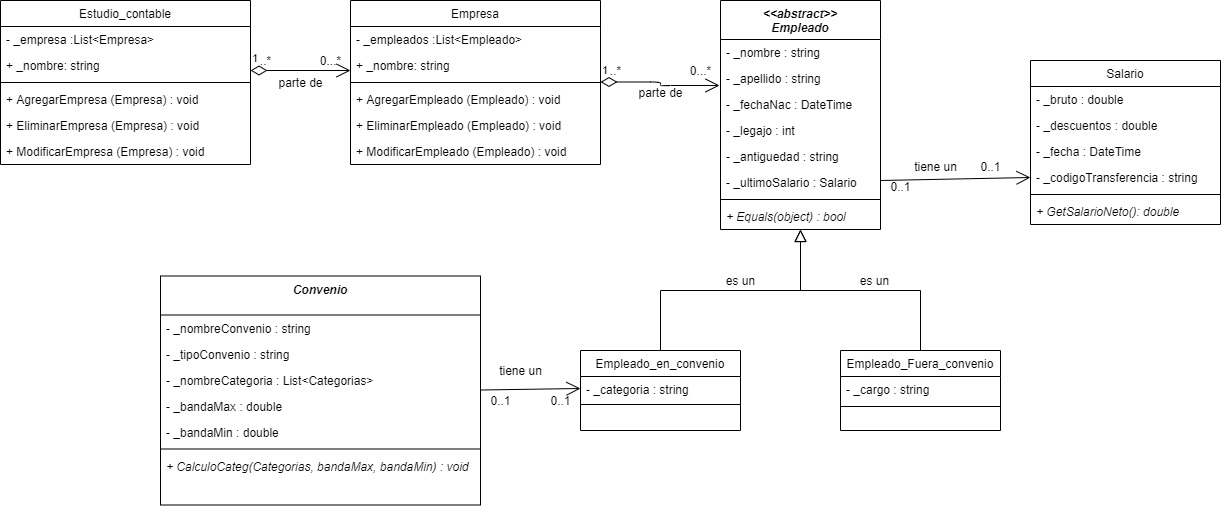 Estudio_contable
- _empresa :List<Empresa>
+ _nombre: string
+ AgregarEmpresa (Empresa) : void
+ EliminarEmpresa (Empresa) : void
+ ModificarEmpresa (Empresa) : void
1..*
0...*
parte de
Empresa
- _empleados :List<Empleado>
+ _nombre: string
+ AgregarEmpleado (Empleado) : void
+ EliminarEmpleado (Empleado) : void
+ ModificarEmpleado (Empleado) : void
1..*
0...*
parte de
<<abstract>>
Empleado
- _nombre : string
- _apellido : string
- _fechaNac : DateTime
- _legajo : int
- _antiguedad : string
- _ultimoSalario : Salario
+ Equals(object) : bool
tiene un
0..1
0..1
Salario
- _bruto : double
- _descuentos : double
- _fecha : DateTime
- _codigoTransferencia : string
+ GetSalarioNeto(): double
es un
es un
Convenio
- _nombreConvenio : string
- _tipoConvenio : string
- _nombreCategoria : List<Categorias>
- _bandaMax : double
- _bandaMin : double
+ CalculoCateg(Categorias, bandaMax, bandaMin) : void
tiene un
0..1
0..1
Empleado_en_convenio
- _categoria : string
Empleado_Fuera_convenio
- _cargo : string